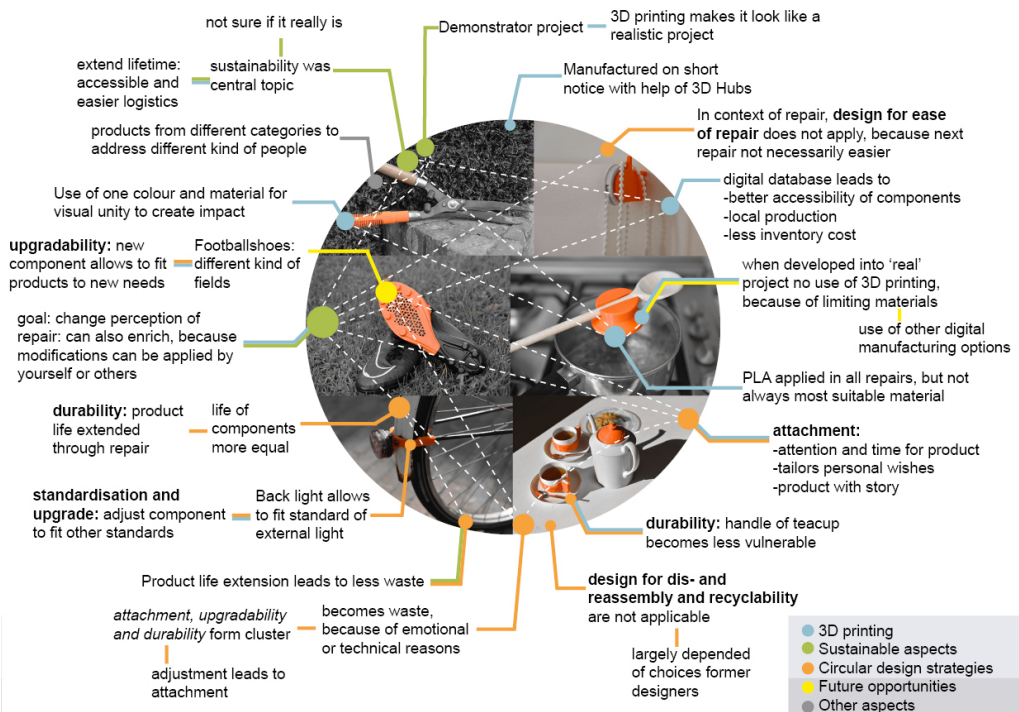 not sure if it really is
sustainability was
central topic
extend lifetime:
accessible and
easier logistics
products from different categories to
address different kind of people
Use of one colour and material for
visual unity to create impact
upgradability: new
component allows to fit
products to new needs
Footballshoes:
different kind of
fields
goal: change perception of
repair: can also enrich, because
modifications can be applied by
yourself or others
durability: product
life extended
through repair
life of
components
more equal
standardisation and
upgrade: adjust component
to fit other standards
Back light allows
to fit standard of
external light
Product life extension leads to less waste
attachment, upgradability
and durability form cluster
becomes waste,
because of emotional
or technical reasons
adjustment leads to
attachment
Demonstrator project
3D printing makes it look like a
realistic project
Manufactured on short
notice with help of 3D Hubs
In context of repair, design for ease
of repair does not apply, because next
repair not necessarily easier
digital database leads to
-better accessibility of components
-local production
-less inventory cost
when developed into ‘real’
project no use of 3D printing,
because of limiting materials
use of other digital
manufacturing options
PLA applied in all repairs, but not
always most suitable material
attachment:
-attention and time for product
-tailors personal wishes
-product with story
durability: handle of teacup
becomes less vulnerable
design for dis- and
reassembly and recyclability
are not applicable
largely depended
of choices former
designers
3D printing
Sustainable aspects
Circular design strategies
Future opportunities
Other aspects